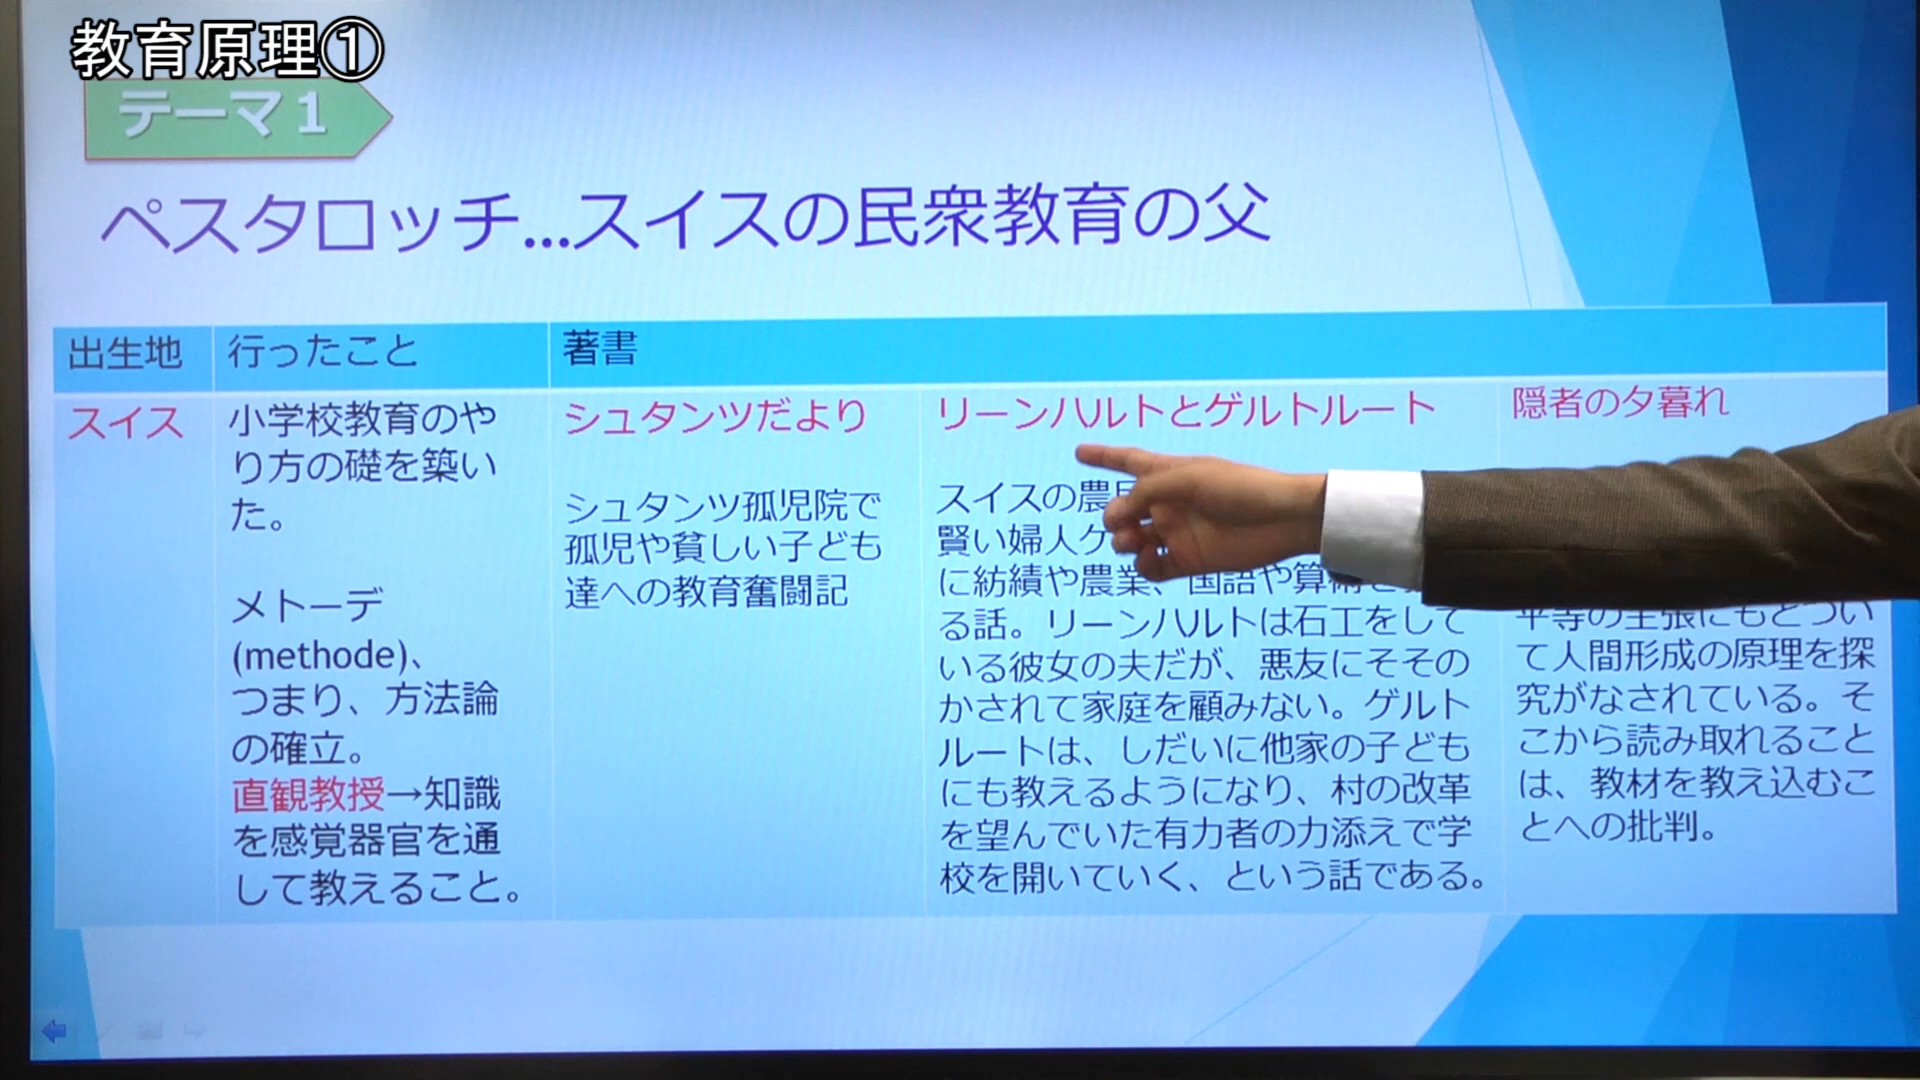 教育原理①
テーマ1
ペスタロッチ…スイスの民衆教育の父
出生地
行ったこと
著書
スイス
小学校教育のや
り方の礎を築い
た。
メトーデ
(methode)、
つまり、方法論
の確立。
直観教授→知識
を感覚器官を通
して教えること。
シュタンツだより
シュタンツ孤児院で
孤児や貧しい子ども
達への教育奮闘記
リーンハルトとゲルトルート
スイスの農
賢い婦人ゲ
に紡績や農業、国語や算術
る話。リーンハルトは石工をして
いる彼女の夫だが、悪友にそその
かされて家庭を顧みない。ゲルト
ルートは、しだいに他家の子ども
にも教えるようになり、村の改革
を望んでいた有力者の力添えで学
校を開いていく、という話である。
隠者の夕暮れ
平等の主張にもとづい
て人間形成の原理を探
究がなされている。そ
こから読み取れること
は、教材を教え込むこ
とへの批判。